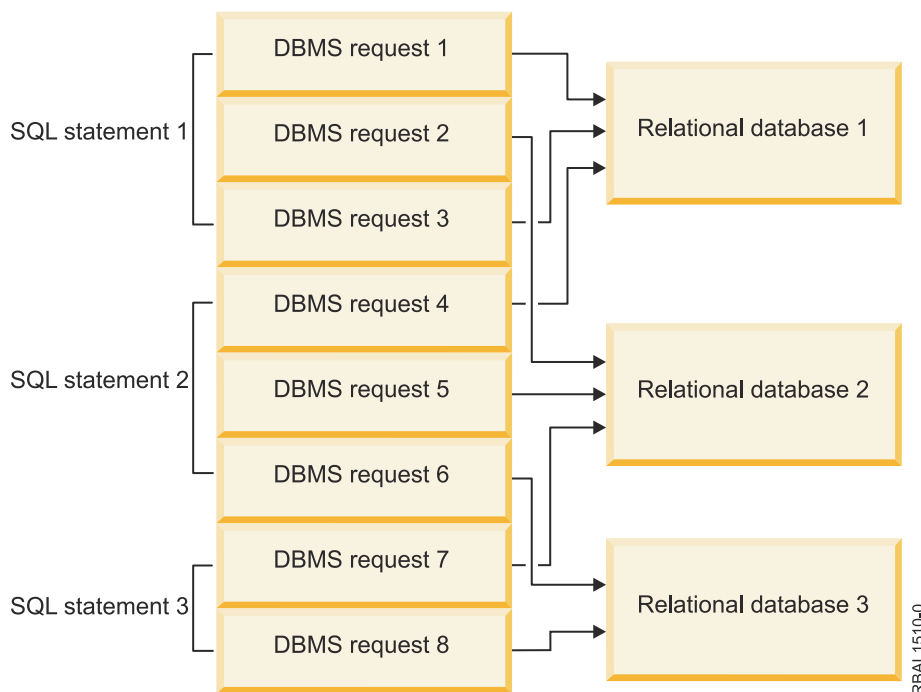 SQL statement 1
DBMS request 1
DBMS request 2
DBMS request 3
SQL statement 2
DBMS request 4
DBMS request 5
DBMS request 6
SQL statement 3
DBMS request 7
DBMS request 8
Relational database 1
Relational database 2
Relational database 3
RBAL1510-0